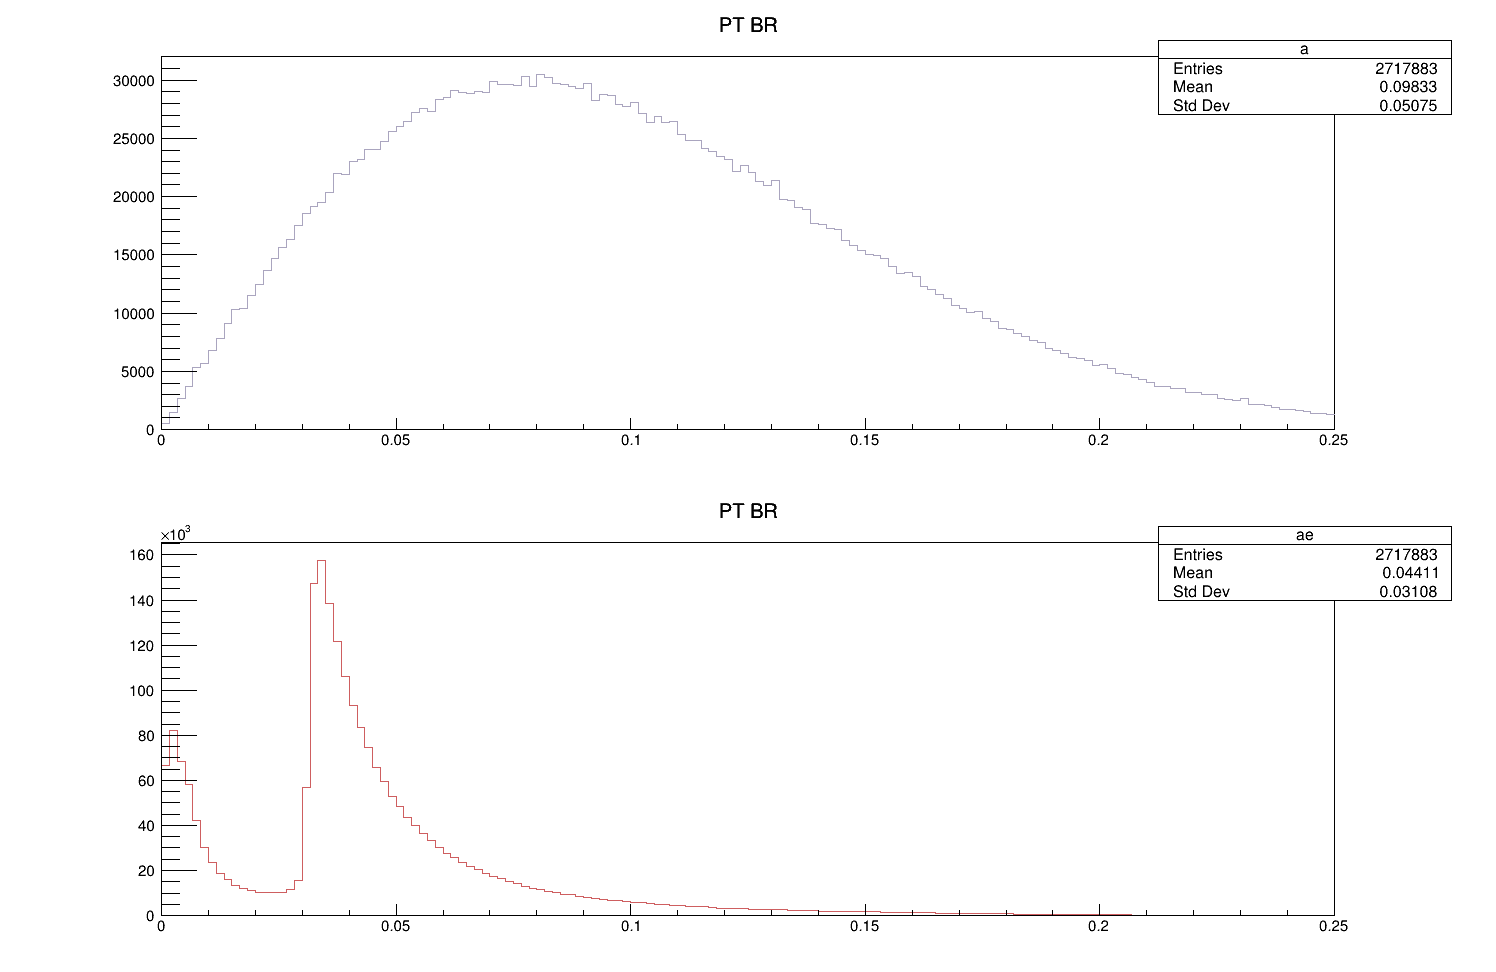 PT BR
a
Entries 2717883
Mean 0.09833
Std Dev 0.05075
30000
25000
20000
15000
10000
5000
0
0 0.05 0.1 0.15 0.2 0.25
PT BR
×10³
ae
Entries 2717883
Mean 0.04411
Std Dev 0.03108
160
140
120
100
80
60
40
20
0
0 0.05 0.1 0.15 0.2 0.25